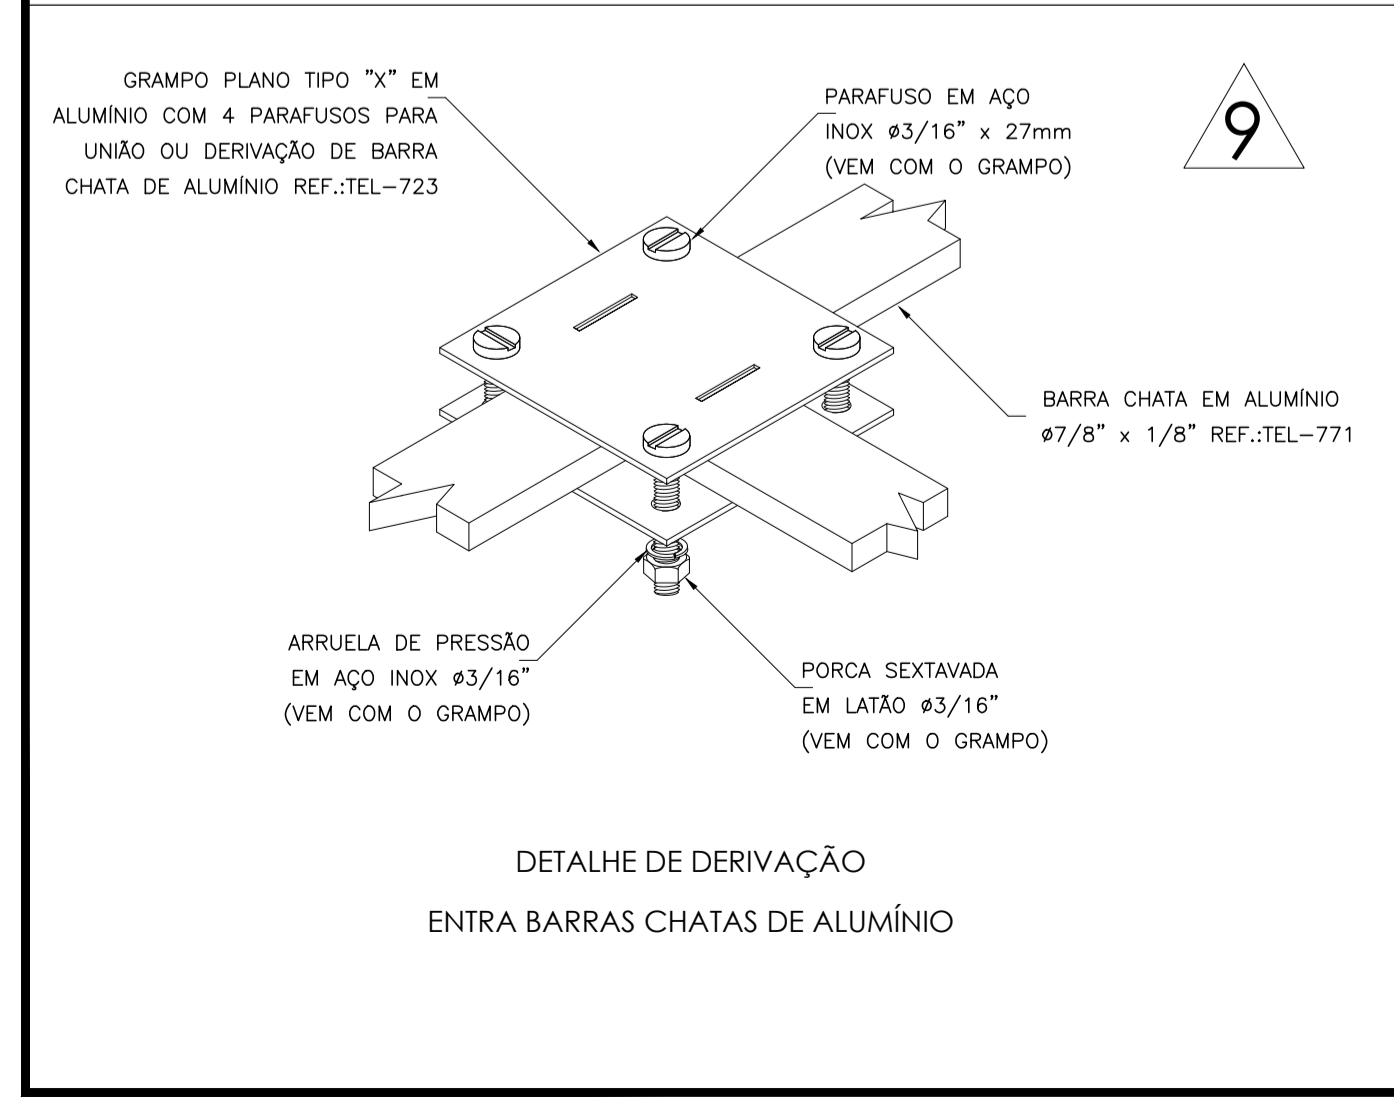 GRAMPO PLANO TIPO ”X” EM
ALUMÍNIO COM 4 PARAFUSOS PARA
UNIÃO OU DERIVAÇÃO DE BARRA
CHATA DE ALUMÍNIO REF.:TEL–723
PARAFUSO EM AÇO
INOX ø3/16” x 27mm
(VEM COM O GRAMPO)
9
BARRA CHATA EM ALUMÍNIO
ø7/8” x 1/8” REF.:TEL–771
ARRUELA DE PRESSÃO
EM AÇO INOX ø3/16”
(VEM COM O GRAMPO)
PORCA SEXTAVADA
EM LATÃO ø3/16”
(VEM COM O GRAMPO)
DETALHE DE DERIVAÇÃO
ENTRA BARRAS CHATAS DE ALUMÍNIO